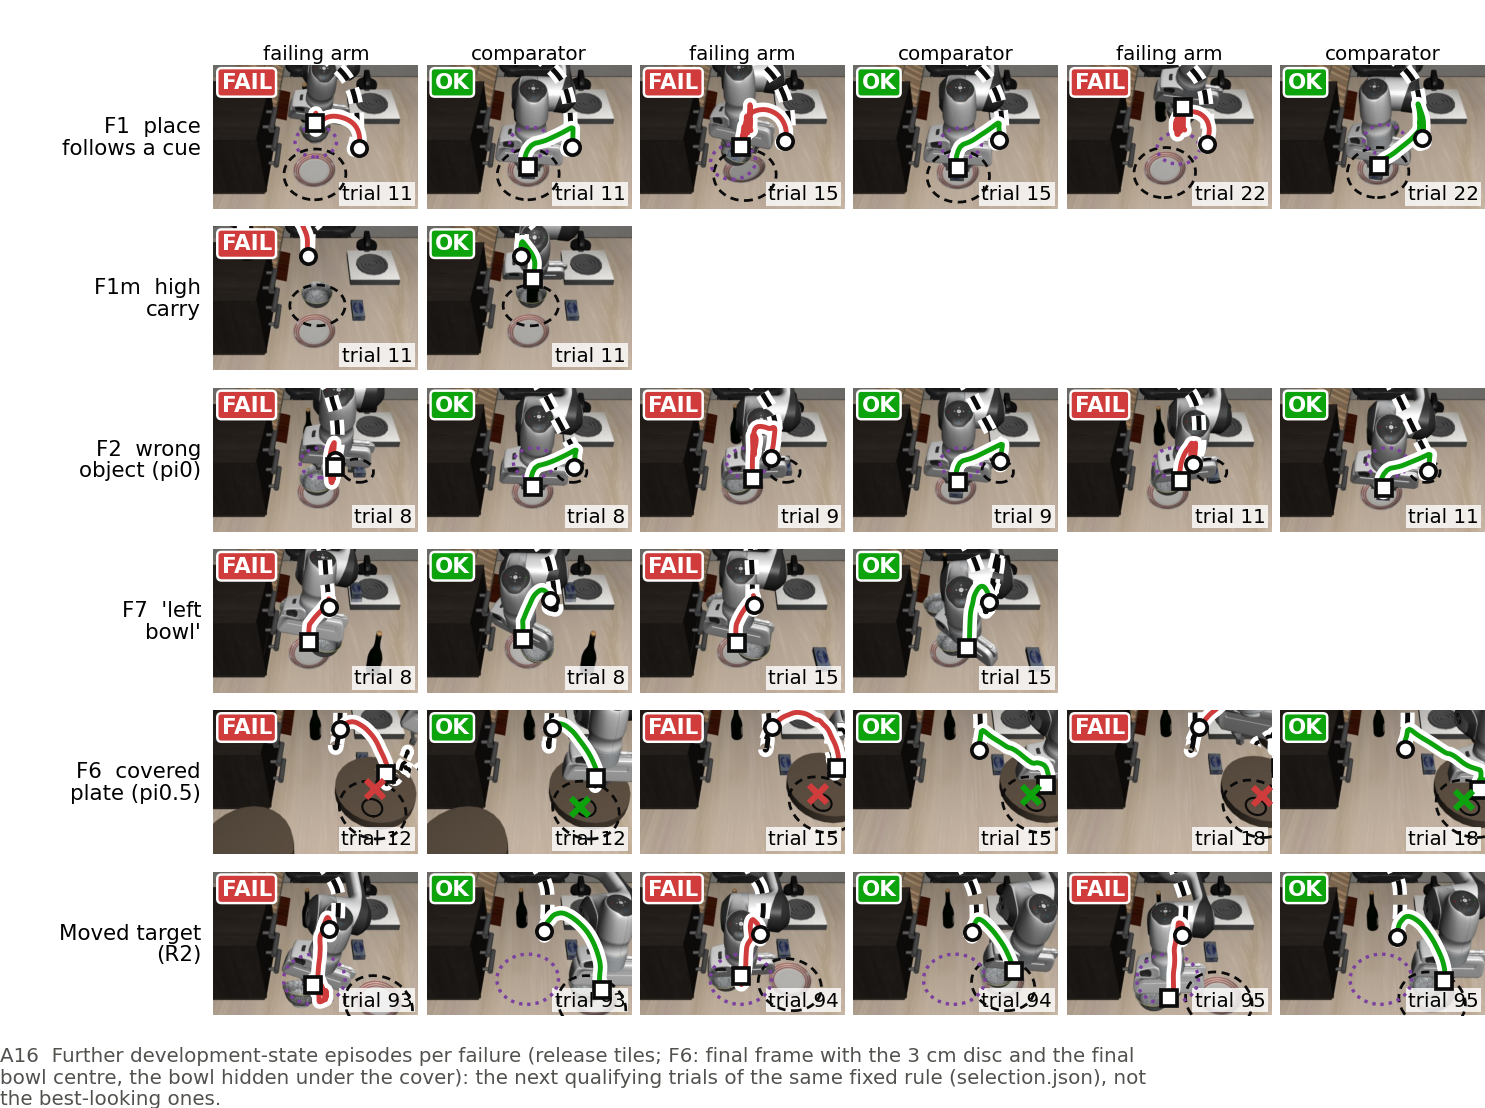 failing arm comparator failing arm comparator failing arm comparator
F1 place
follows a cue
FAIL OK FAIL OK FAIL OK
trial 11 trial 11 trial 15 trial 15 trial 22 trial 22
F1m high
carry
FAIL OK
trial 11 trial 11
F2 wrong
object (pi0)
FAIL OK FAIL OK FAIL OK
trial 8 trial 8 trial 9 trial 9 trial 11 trial 11
F7 'left
bowl'
FAIL OK FAIL OK
trial 8 trial 8 trial 15 trial 15
F6 covered
plate (pi0.5)
FAIL OK FAIL OK FAIL OK
trial 12 trial 12 trial 15 trial 15 trial 18 trial 18
Moved target
(R2)
FAIL OK FAIL OK FAIL OK
trial 93 trial 93 trial 94 trial 94 trial 95 trial 95
A16 Further development-state episodes per failure (release tiles; F6: final frame with the 3 cm disc and the final
bowl centre, the bowl hidden under the cover): the next qualifying trials of the same fixed rule (selection.json), not
the best-looking ones.